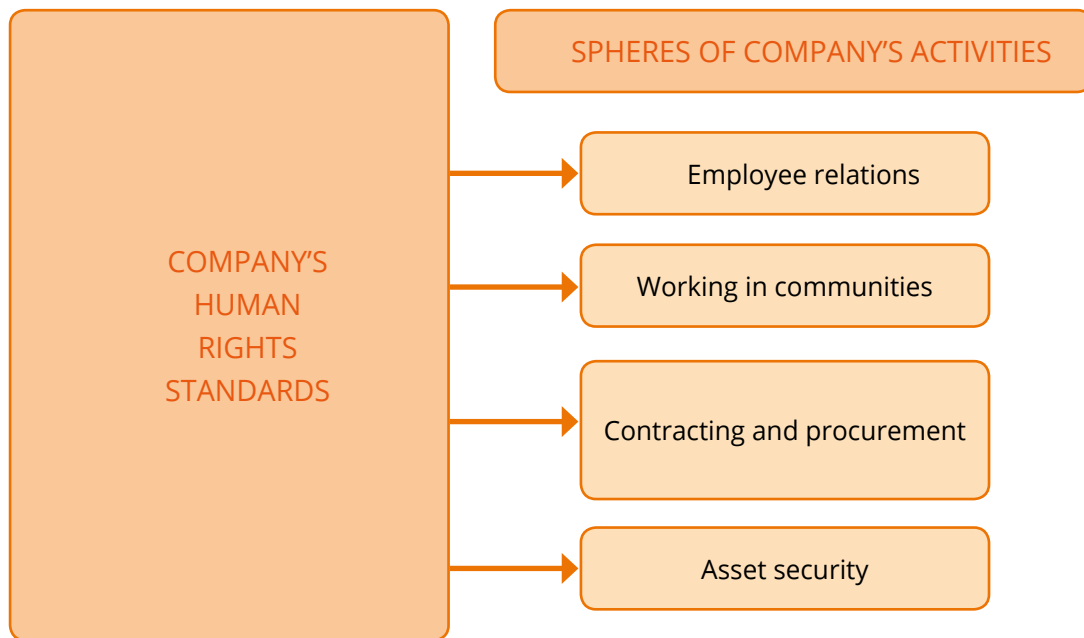 SPHERES OF COMPANY’S ACTIVITIES
COMPANY’S
HUMAN
RIGHTS
STANDARDS
Employee relations
Working in communities
Contracting and procurement
Asset security